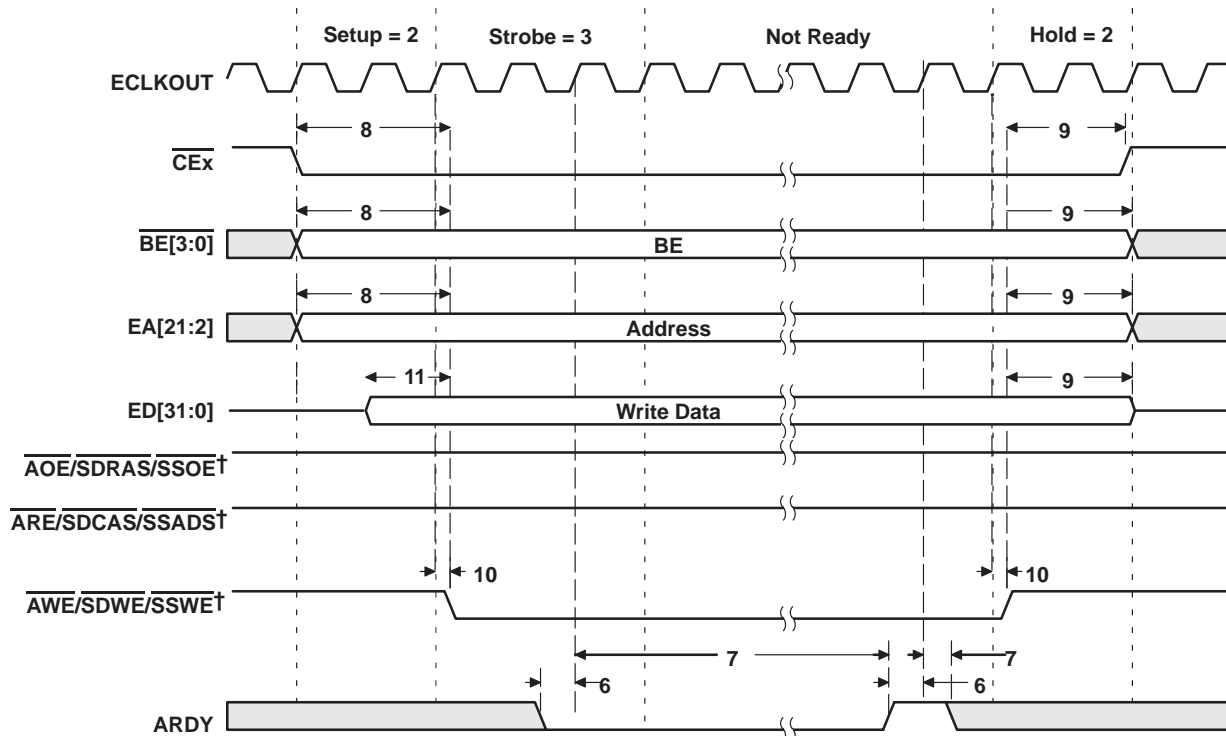 Setup = 2 Strobe = 3 Not Ready Hold = 2
ECLKOUT
8 9
CEx
8 9
BE[3:0] BE
8 9
EA[21:2] Address
11 9
ED[31:0] Write Data
AOE/SDRAS/SSOE†
ARE/SDCAS/SSADS†
10 10
AWE/SDWE/SSWE†
7 7
6 6
ARDY